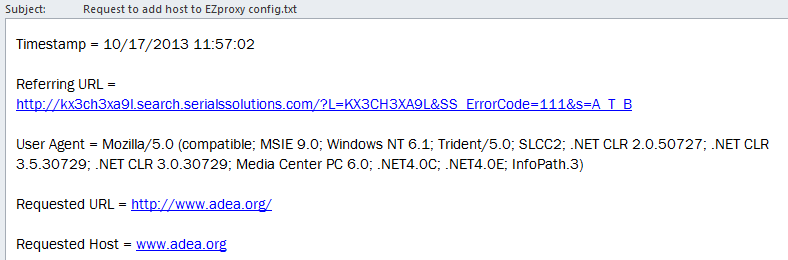 Subject: Request to add host to EZproxy config.txt
Timestamp = 10/17/2013 11:57:02
Referring URL =
http://kx3ch3xa9l.search.serialssolutions.com/?L=KX3CH3XA9L&SS_ErrorCode=111&s=A_T_B
User Agent = Mozilla/5.0 (compatible; MSIE 9.0; Windows NT 6.1; Trident/5.0; SLCC2; .NET CLR 2.0.50727; .NET CLR
3.5.30729; .NET CLR 3.0.30729; Media Center PC 6.0; .NET4.0C; .NET4.0E; InfoPath.3)
Requested URL = http://www.adea.org/
Requested Host = www.adea.org